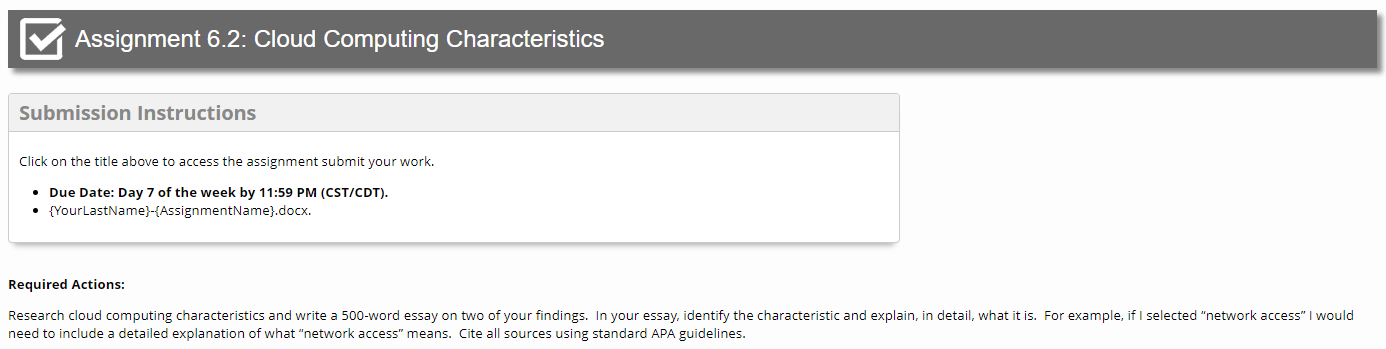 Assignment 6.2: Cloud Computing Characteristics
Submission Instructions
Click on the title above to access the assignment submit your work.
• Due Date: Day 7 of the week by 11:59 PM (CST/CDT).
• {YourLastName}-{AssignmentName}.docx.
Required Actions:
Research cloud computing characteristics and write a 500-word essay on two of your findings.  In your essay, identify the characteristic and explain, in detail, what it is.  For example, if I selected “network access” I would
need to include a detailed explanation of what “network access” means.  Cite all sources using standard APA guidelines.